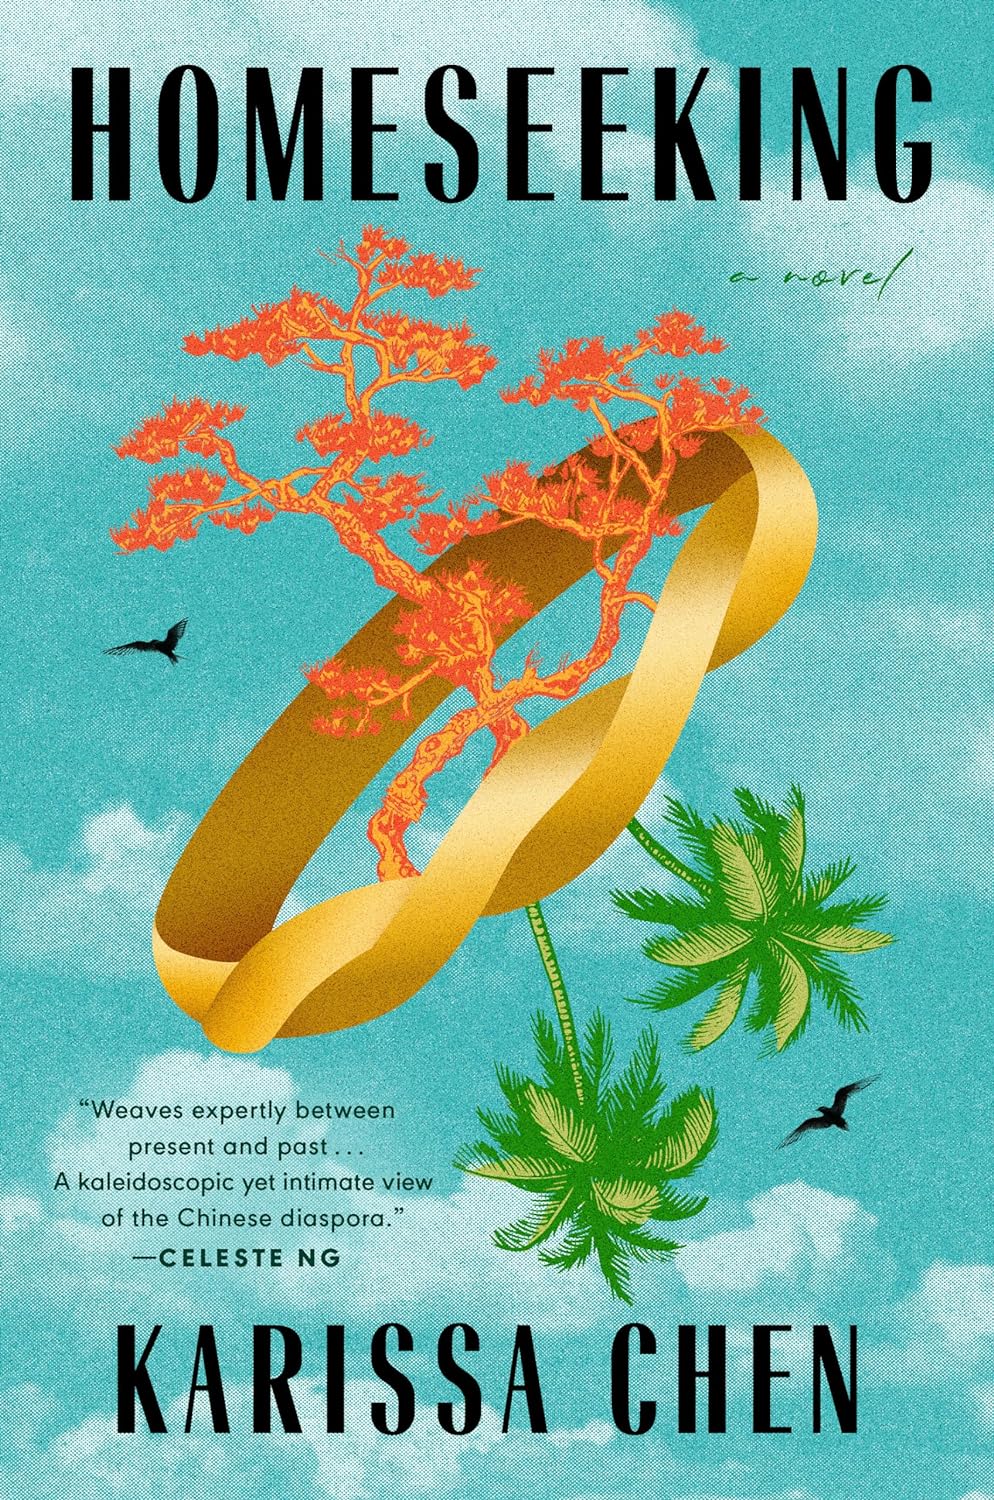 HOMESEEKING
a novel
“Weaves expertly between
present and past...
A kaleidoscopic yet intimate view
of the Chinese diaspora.”
—CELESTE NG
KARISSA CHEN